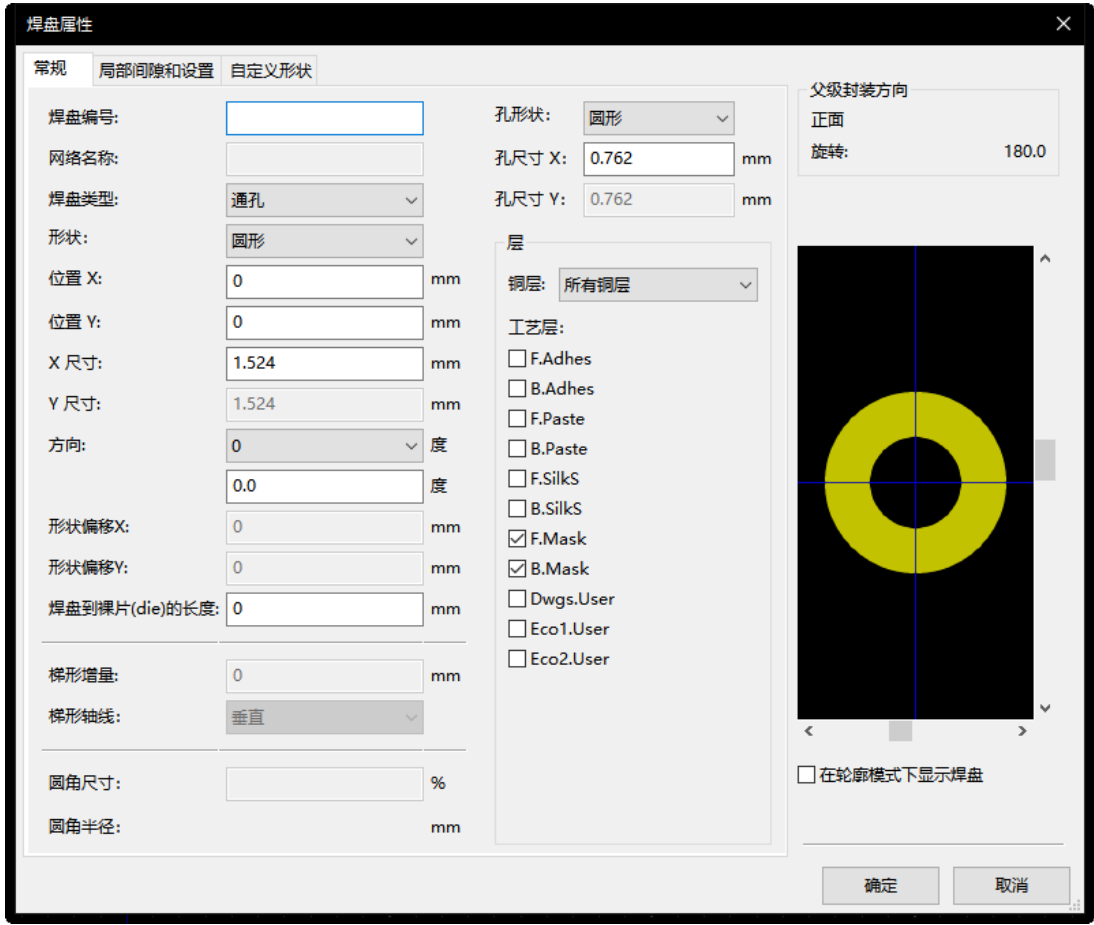 焊盘属性
常规 局部间隙和设置 自定义形状
焊盘编号:
网络名称:
焊盘类型: 通孔
形状: 圆形
位置 X: 0 mm
位置 Y: 0 mm
X 尺寸: 1.524 mm
Y 尺寸: 1.524 mm
方向: 0 度
0.0 度
形状偏移X: 0 mm
形状偏移Y: 0 mm
焊盘到裸片(die)的长度: 0 mm
梯形增量: 0 mm
梯形轴线: 垂直
圆角尺寸: %
圆角半径: mm
孔形状: 圆形
孔尺寸 X: 0.762 mm
孔尺寸 Y: 0.762 mm
层
铜层: 所有铜层
工艺层:
F.Adhes
B.Adhes
F.Paste
B.Paste
F.SilkS
B.SilkS
F.Mask
B.Mask
Dwgs.User
Eco1.User
Eco2.User
父级封装方向
正面
旋转: 180.0
在轮廓模式下显示焊盘
确定 取消